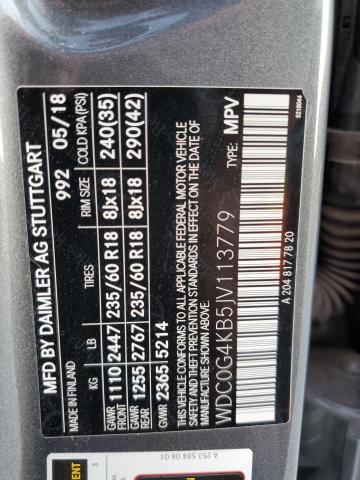 MFD BY DAIMLER AG STUTTGART
MADE IN FINLAND 992 05/18
KG LB TIRES RIM SIZE COLD KPA(PSI)
GAWR FRONT 1110 2447 235/60 R18 8Jx18 240(35)
GAWR REAR 1255 2767 235/60 R18 8Jx18 290(42)
GVWR 2365 5214
THIS VEHICLE CONFORMS TO ALL APPLICABLE FEDERAL MOTOR VEHICLE
SAFETY, BUMPER, AND THEFT PREVENTION STANDARDS IN EFFECT ON THE DATE OF
MANUFACTURE SHOWN ABOVE.
WDC0G4KB5JV113779 TYPE: MPV
A 204 817 78 20
5218044
A 253 584 06 01
3